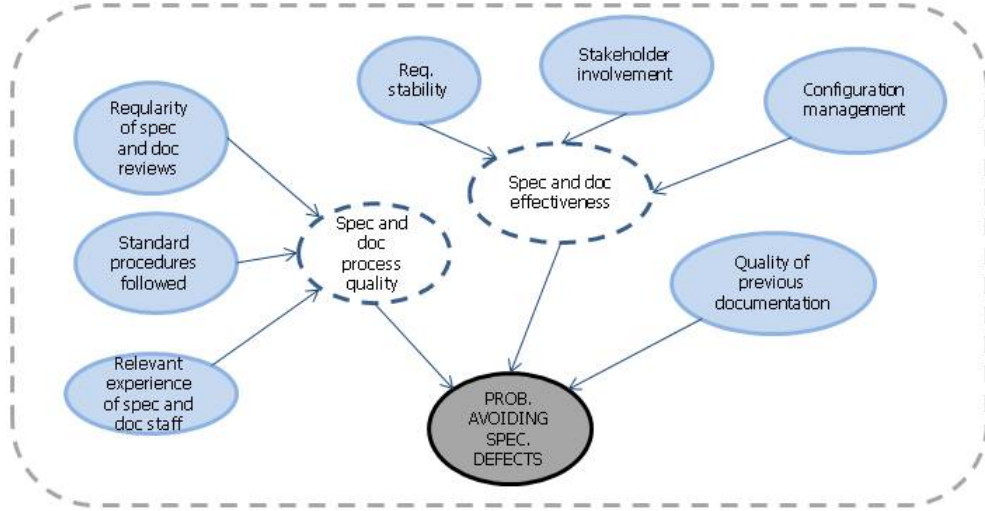 Req.
stability
Stakeholder
involvement
Configuration
management
Reqularity
of spec
and doc
reviews
Spec and doc
effectiveness
Standard
procedures
followed
Spec and
doc
process
quality
Quality of
previous
documentation
Relevant
experience
of spec and
doc staff
PROB.
AVOIDING
SPEC.
DEFECTS